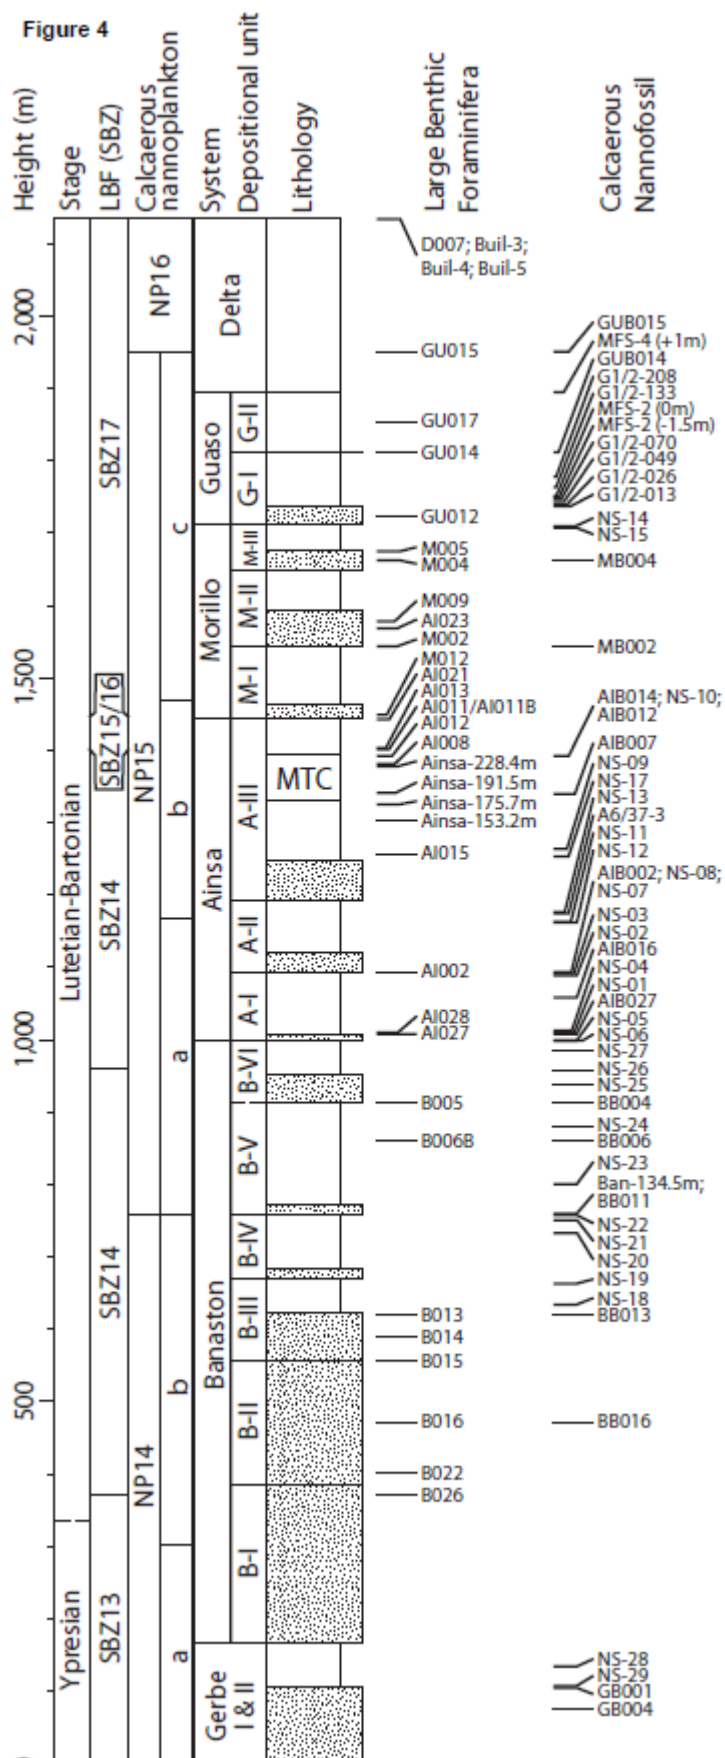 Figure 4
Height (m)
Stage
LBF (SBZ)
Calcaerous
nannoplankton
System
Depositional unit
Lithology
Large Benthic
Foraminifera
Calcaerous
Nannofossil
2,000
1,500
1,000
500
Lutetian-Bartonian
Ypresian
SBZ17
SBZ15/16
SBZ14
SBZ14
SBZ13
NP16
NP15
NP14
c
b
a
b
a
Delta
Guaso
Morillo
Ainsa
Banaston
Gerbe
I & II
G-II
G-I
M-III
M-II
M-I
A-III
A-II
A-I
B-VI
B-V
B-IV
B-III
B-II
B-I
MTC
D007; Buil-3;
Buil-4; Buil-5
GU015
GU017
GU014
GU012
M005
M004
M009
AI023
M002
M012
AI021
AI013
AI011/AI011B
AI012
AI008
Ainsa-228.4m
Ainsa-191.5m
Ainsa-175.7m
Ainsa-153.2m
AI015
AI002
AI028
AI027
B005
B006B
B013
B014
B015
B016
B022
B026
GUB015
MFS-4 (+1m)
GUB014
G1/2-208
G1/2-133
MFS-2 (0m)
MFS-2 (-1.5m)
G1/2-070
G1/2-049
G1/2-026
G1/2-013
NS-14
NS-15
MB004
MB002
AIB014; NS-10;
AIB012
AIB007
NS-09
NS-17
NS-13
A6/37-3
NS-11
NS-12
AIB002; NS-08;
NS-07
NS-03
NS-02
AIB016
NS-04
NS-01
AIB027
NS-05
NS-06
NS-27
NS-26
NS-25
BB004
NS-24
BB006
NS-23
Ban-134.5m;
BB011
NS-22
NS-21
NS-20
NS-19
NS-18
BB013
BB016
NS-28
NS-29
GB001
GB004